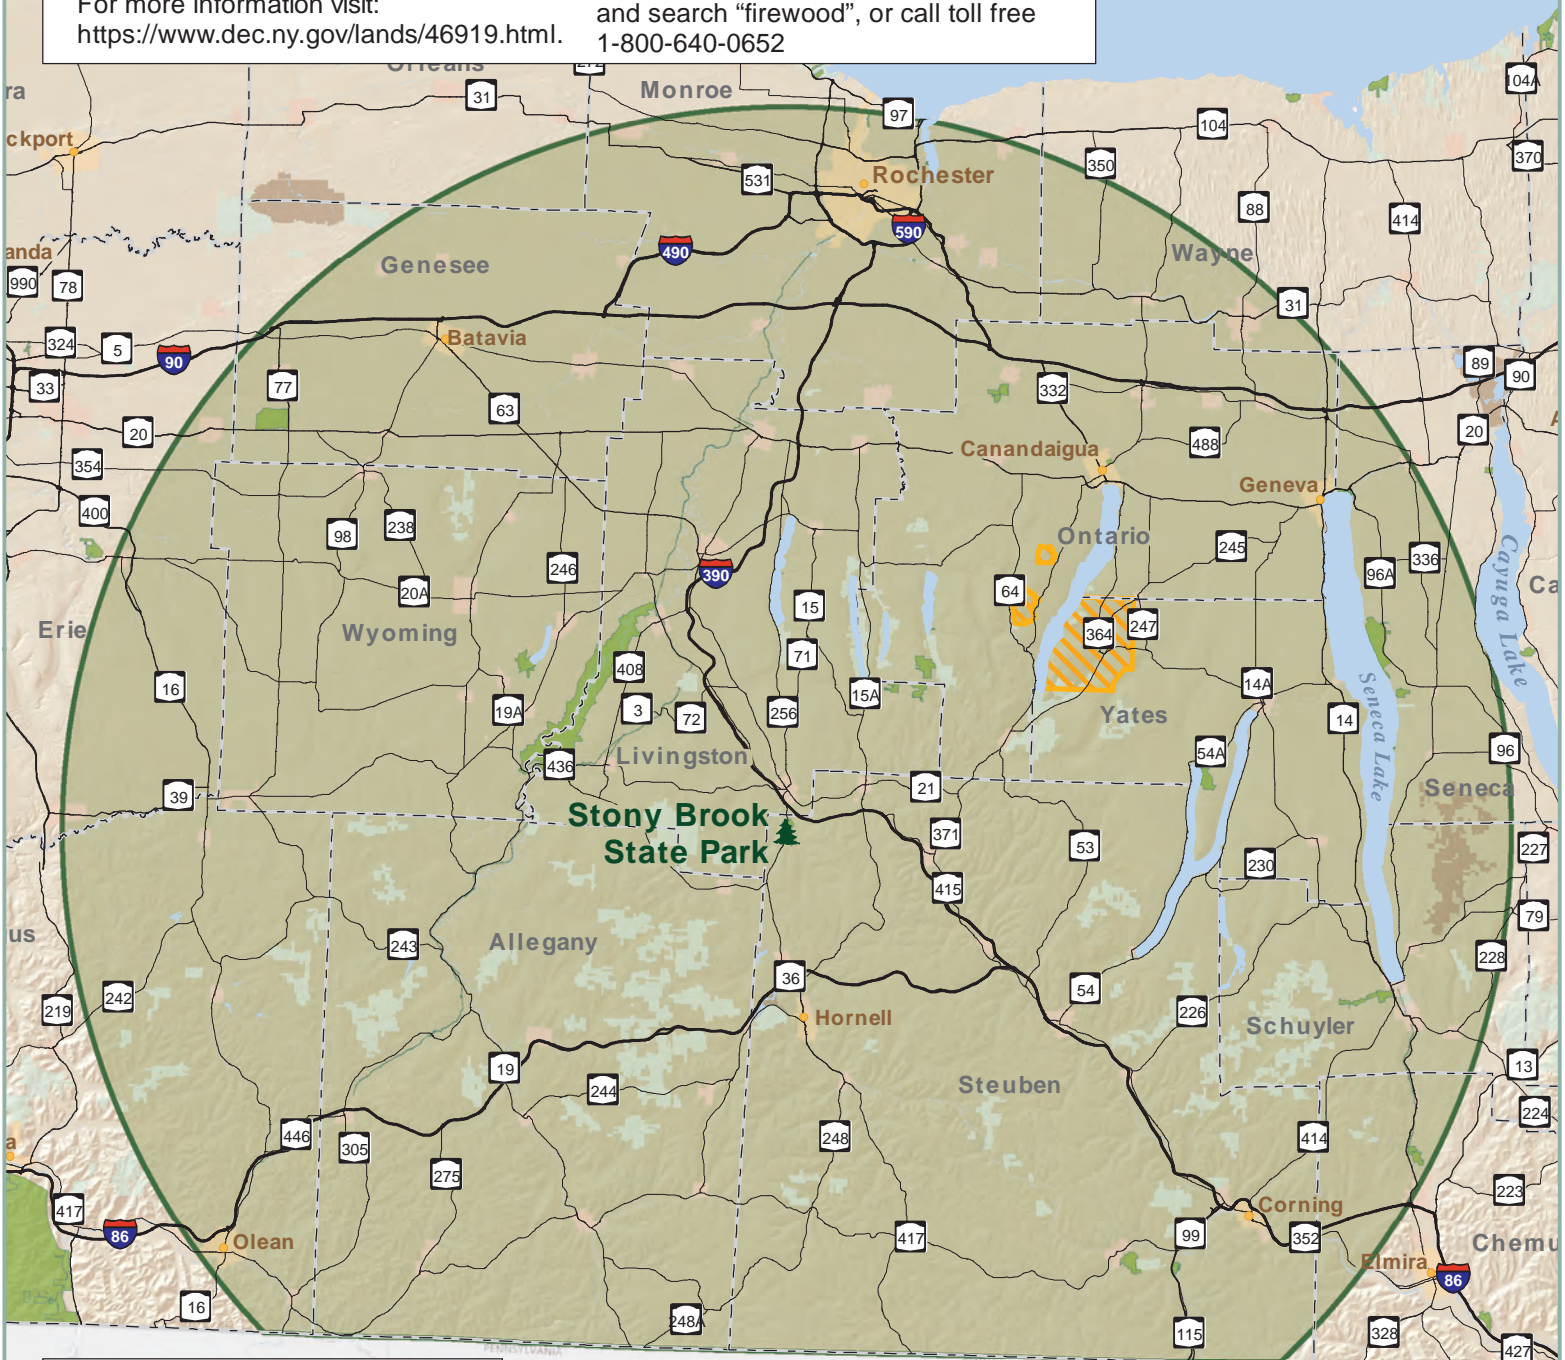 For more information visit:
https://www.dec.ny.gov/lands/46919.html.
and search “firewood”, or call toll free
1-800-640-0652
Orleans
272
Monroe
31
97
104
104A
ra
ckport
350
370
531
Rochester
88
414
590
490
Wayne
anda
Genesee
990
78
31
324
5
90
Batavia
89
90
33
77
332
63
20
20
488
354
Canandaigua
Geneva
400
98
238
Ontario
245
336
246
390
96A
20A
64
Cayuga Lake
Ca
15
Erie
Wyoming
364
247
71
408
16
14A
19A
3
72
256
15A
Yates
14
Seneca Lake
Livingston
54A
96
436
39
21
Seneca
Stony Brook
State Park
371
53
227
230
415
79
us
243
Allegany
228
36
54
242
219
226
Hornell
Schuyler
19
13
244
Steuben
224
446
305
248
414
a
275
223
417
Corning
86
Olean
417
99
352
Chemu
Elmira
86
16
248A
115
328
427
PENNSYLVANIA